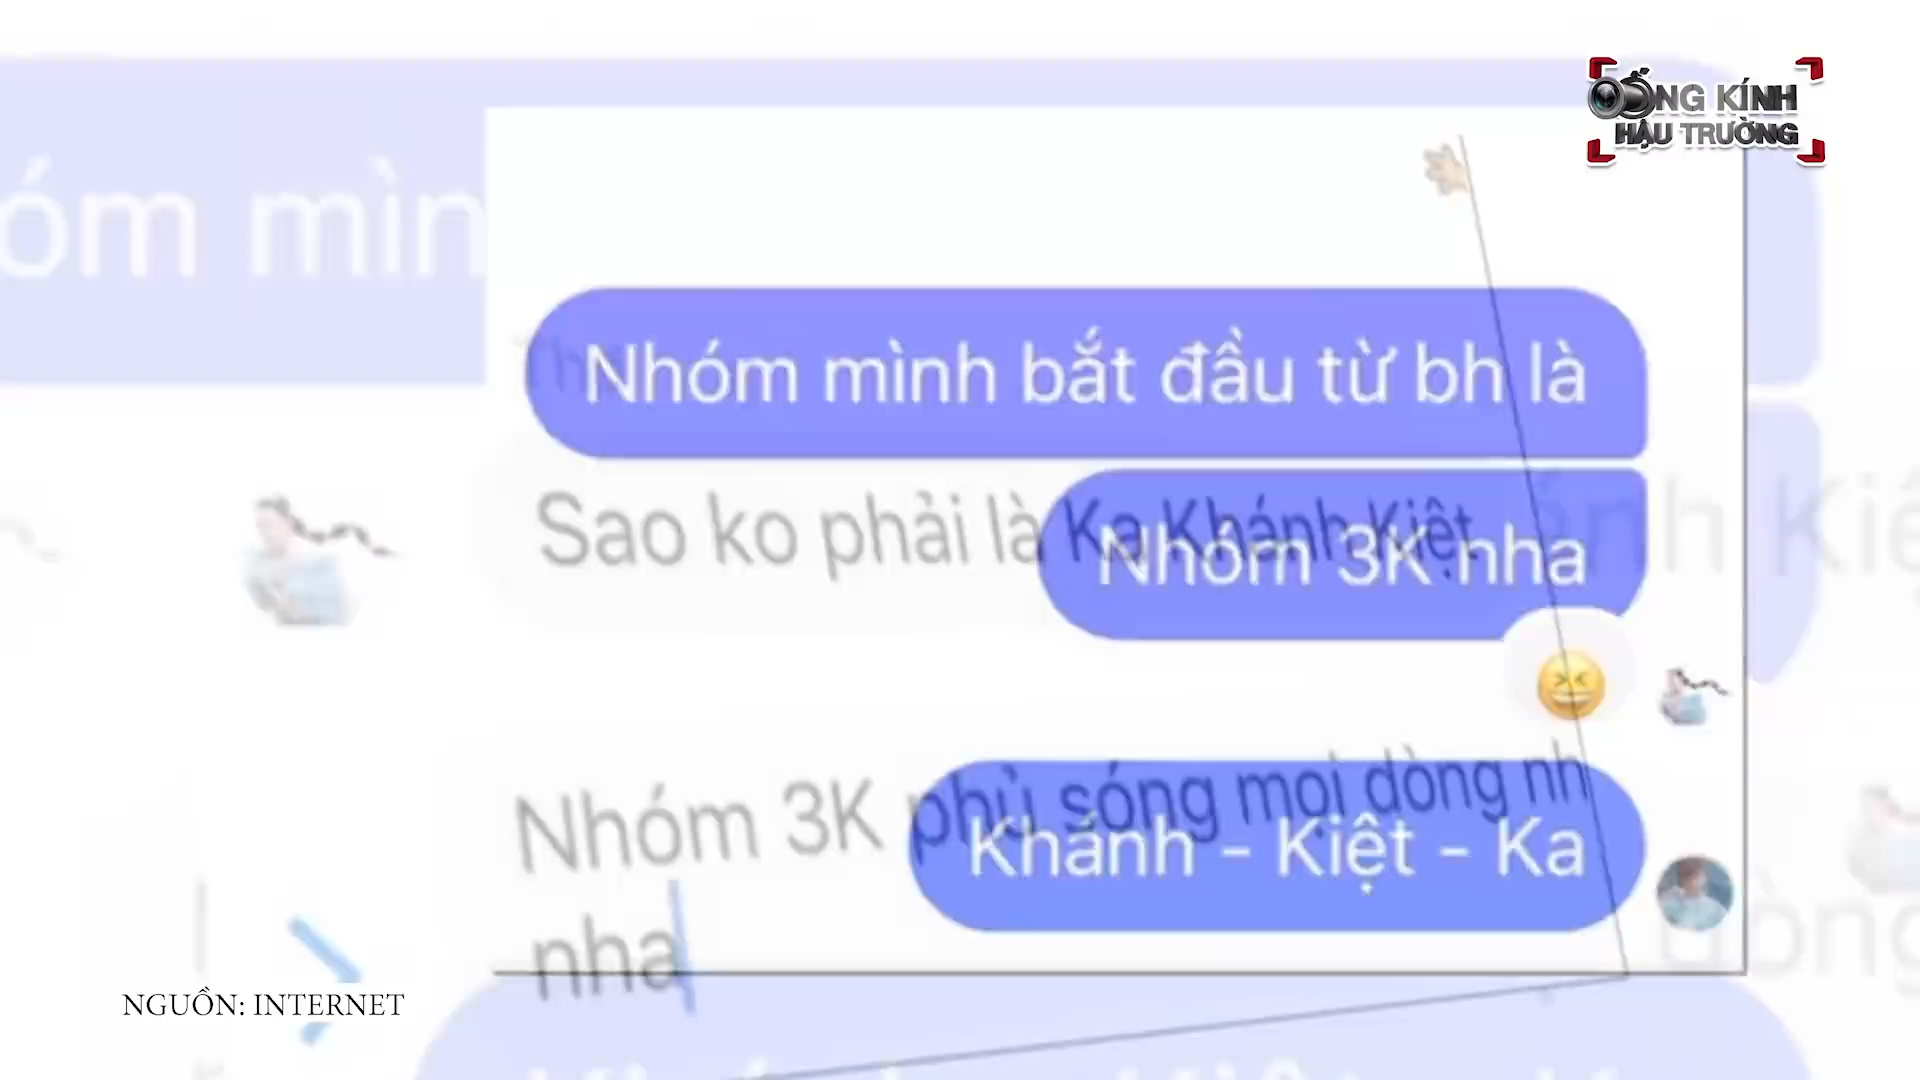 ỐNG KÍNH
HẬU TRƯỜNG
óm mìn
Nhóm mình bắt đầu từ bh là
Sao ko phải là Ka Khánh Kiệt
Nhóm 3K nha
Nhóm 3K phủ sóng mọi dòng nh
Khánh - Kiệt - Ka
nha
NGUỒN: INTERNET